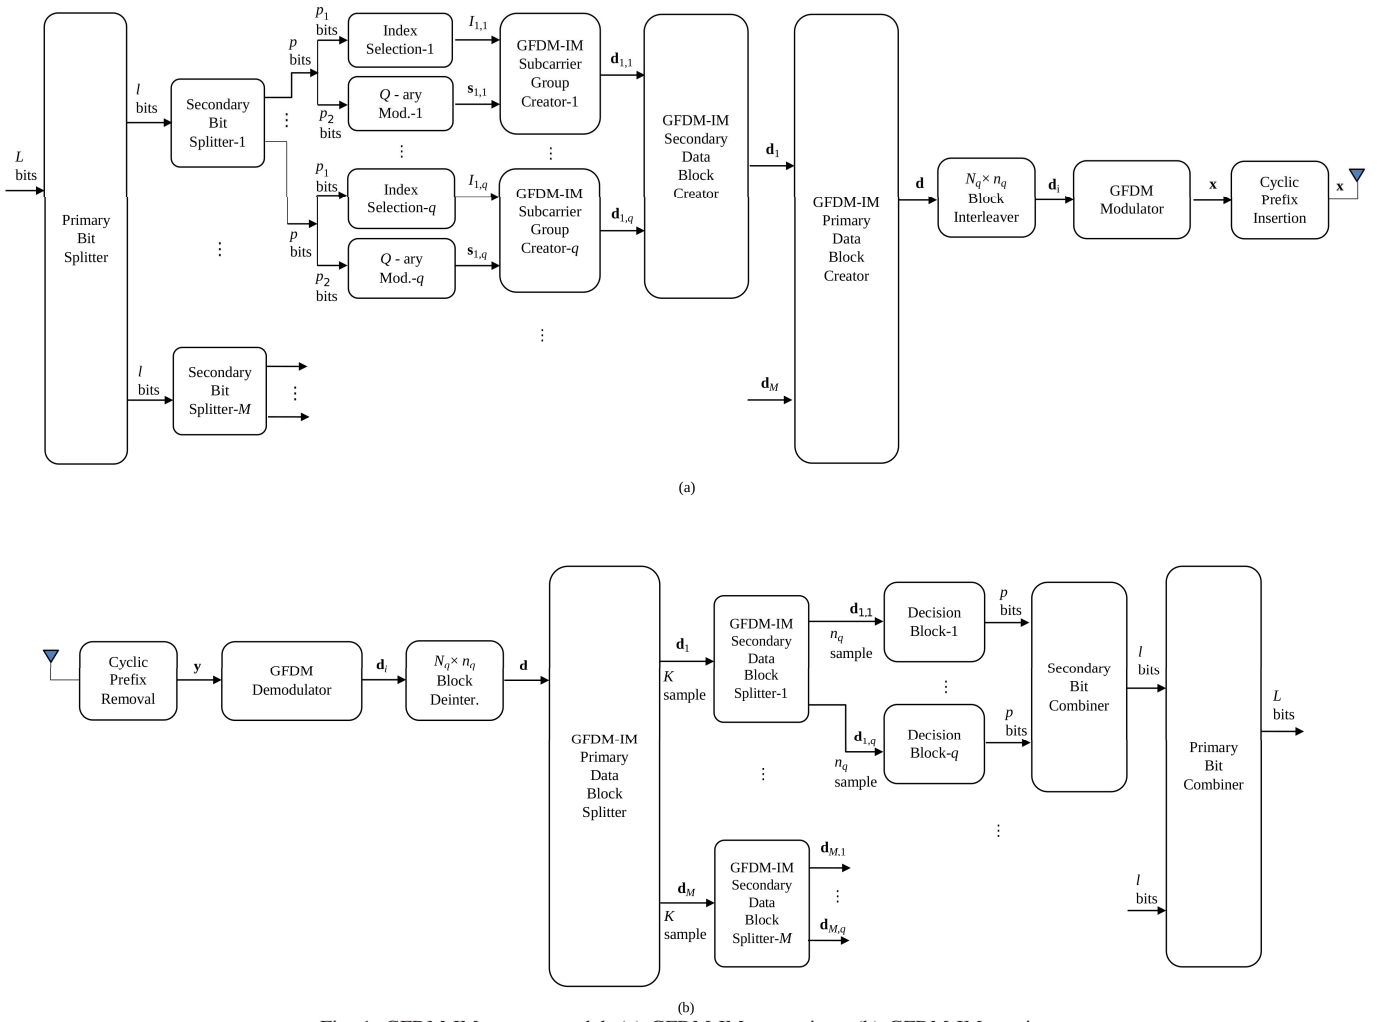 L
bits
Primary
Bit
Splitter
l
bits
Secondary
Bit
Splitter-1
p
bits
p
bits
p1
bits
p2
bits
Index
Selection-1
Q - ary
Mod.-1
I1,1
s1,1
GFDM-IM
Subcarrier
Group
Creator-1
d1,1
p1
bits
p2
bits
Index
Selection-q
Q - ary
Mod.-q
I1,q
s1,q
GFDM-IM
Subcarrier
Group
Creator-q
d1,q
GFDM-IM
Secondary
Data
Block
Creator
d1
l
bits
Secondary
Bit
Splitter-M
dM
GFDM-IM
Primary
Data
Block
Creator
d
Nq× nq
Block
Interleaver
di
GFDM
Modulator
x
Cyclic
Prefix
Insertion
x
(a)
Cyclic
Prefix
Removal
y
GFDM
Demodulator
di
Nq× nq
Block
Deinter.
d
GFDM-IM
Primary
Data
Block
Splitter
d1
K
sample
GFDM-IM
Secondary
Data
Block
Splitter-1
d1,1
nq
sample
Decision
Block-1
p
bits
d1,q
nq
sample
Decision
Block-q
p
bits
Secondary
Bit
Combiner
l
bits
dM
K
sample
GFDM-IM
Secondary
Data
Block
Splitter-M
dM,1
dM,q
l
bits
Primary
Bit
Combiner
L
bits
(b)